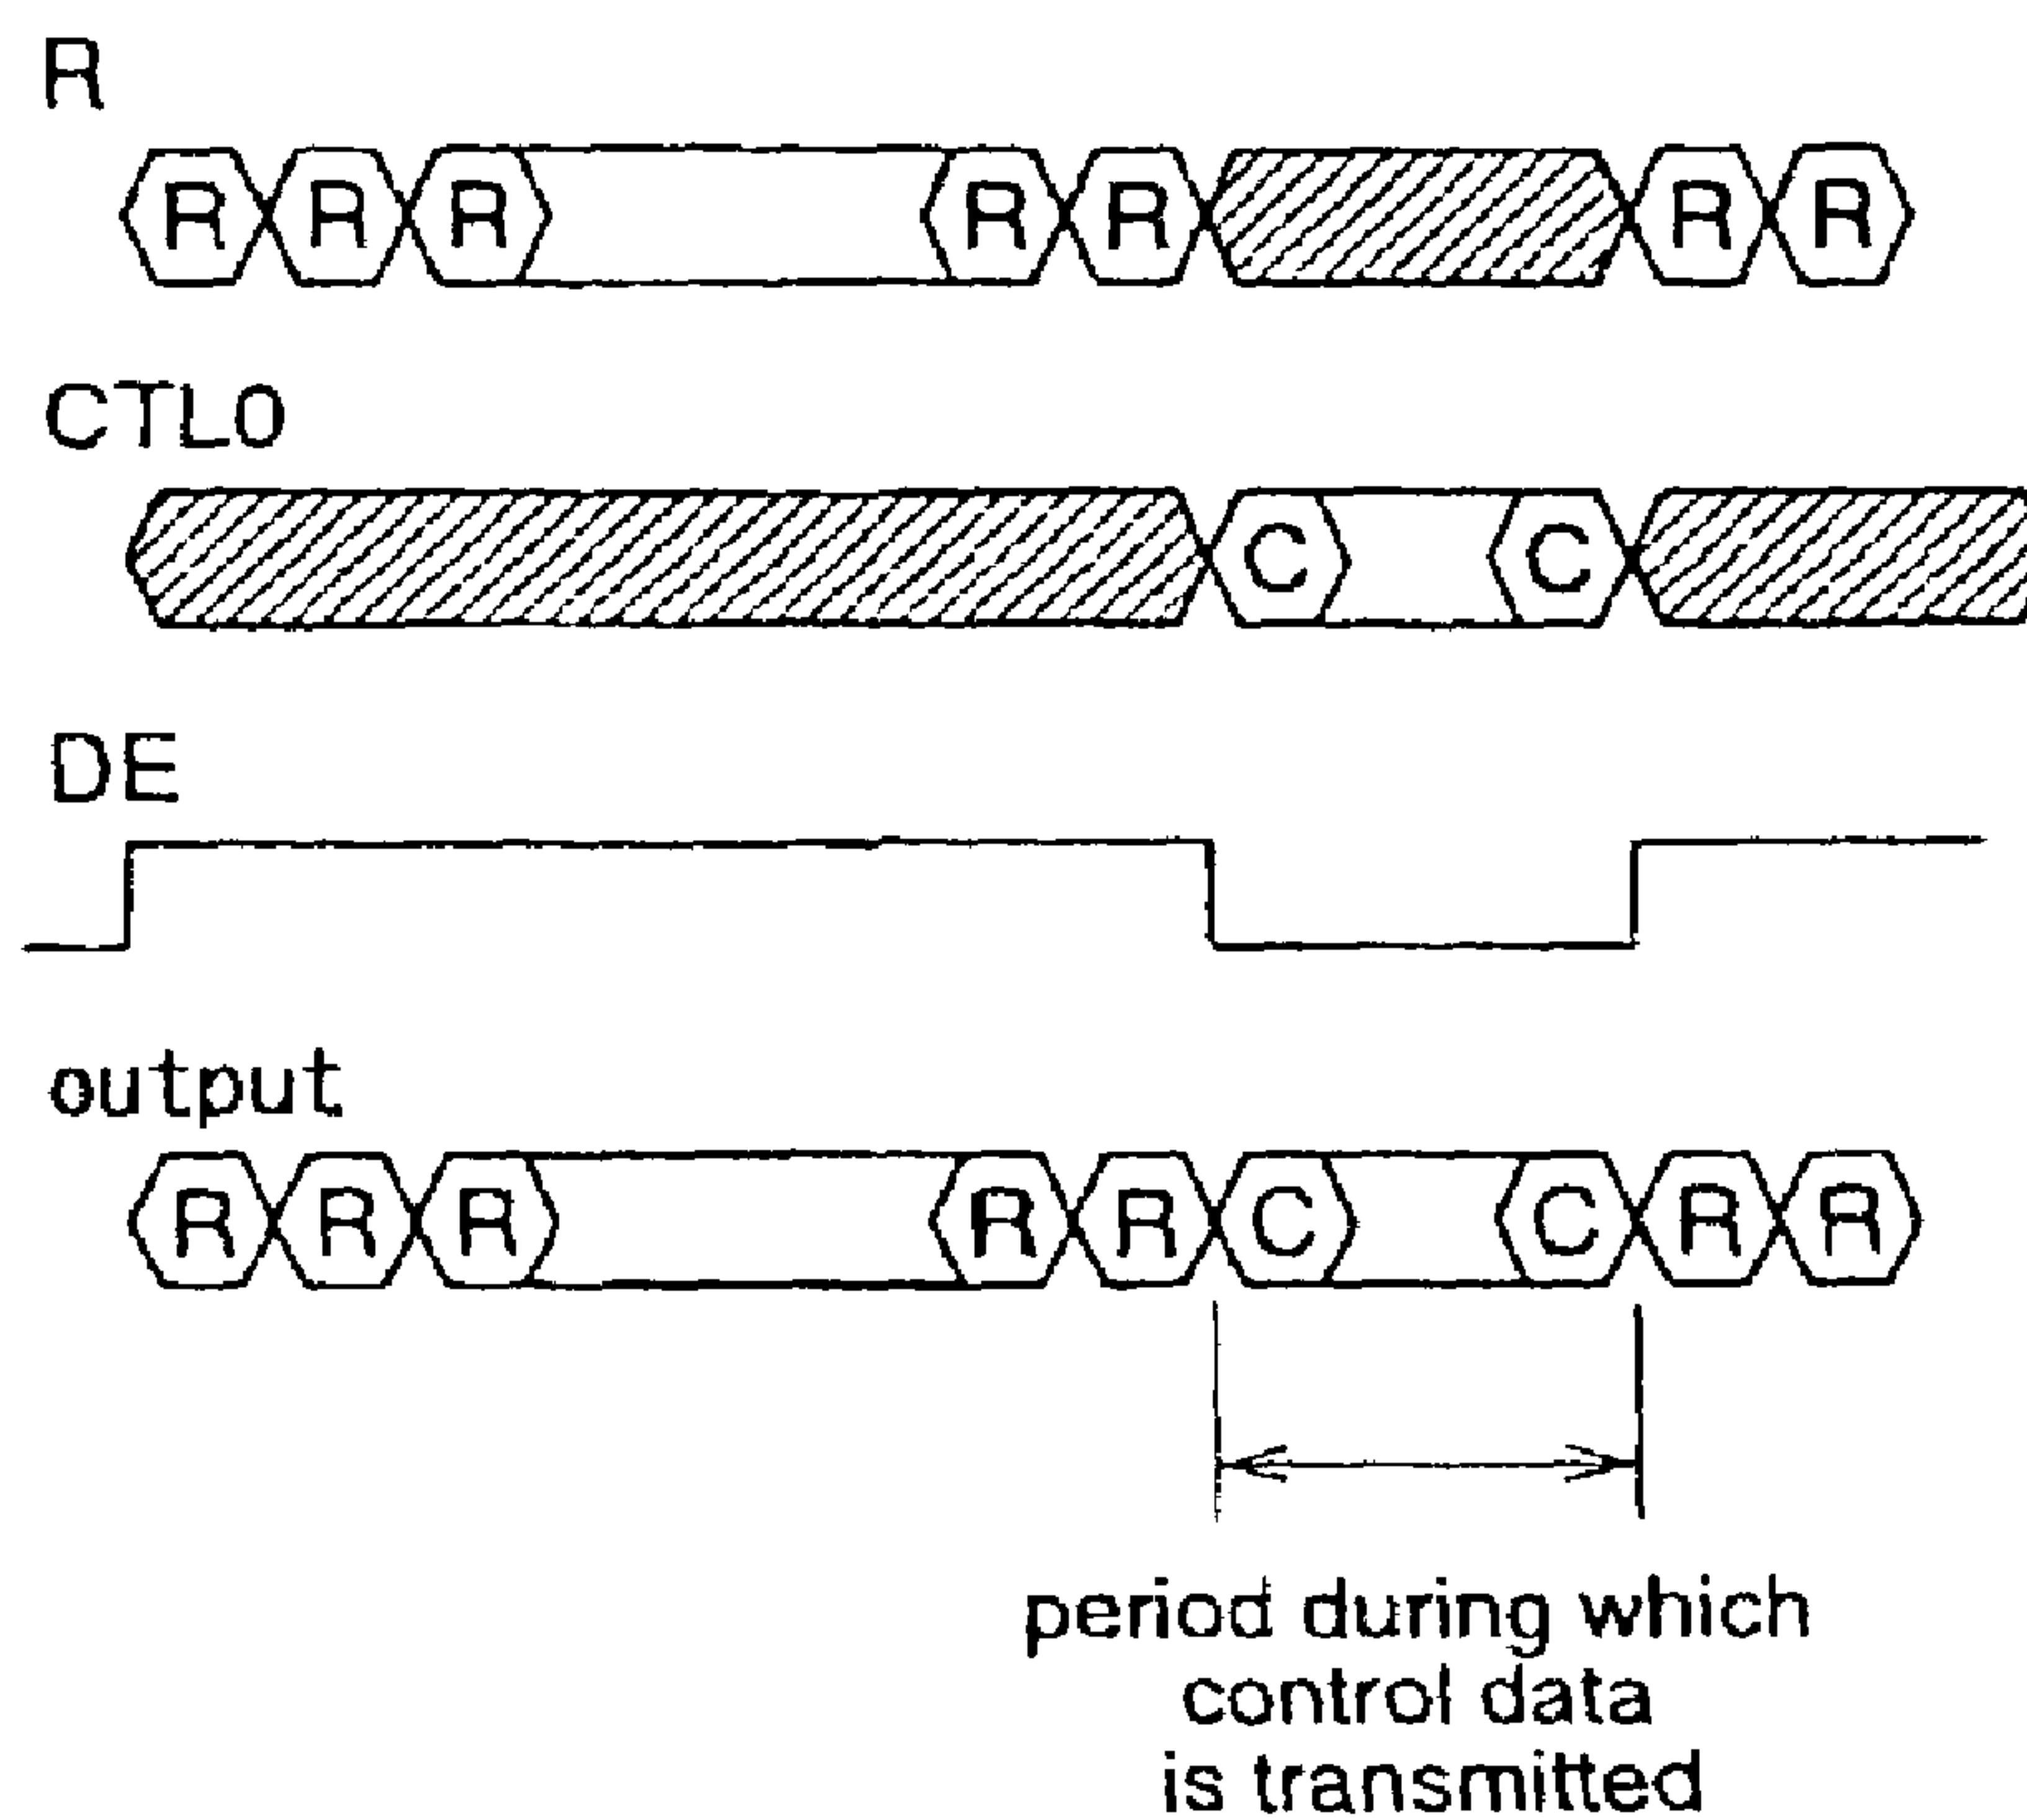 R
R R R R R R R
CTL0
C C
DE
output
R R R R R C C R R
period during which
control data
is transmitted